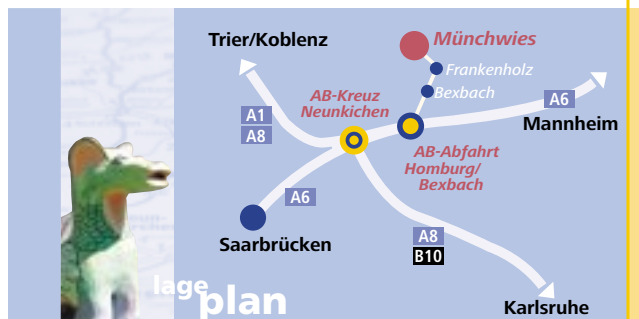 Trier/Koblenz
Münchwies
Frankenholz
Bexbach
AB-Kreuz
Neunkichen
A6
A1
A8
Mannheim
AB-Abfahrt
Homburg/
Bexbach
A6
Saarbrücken
A8
B10
lage
plan
Karlsruhe